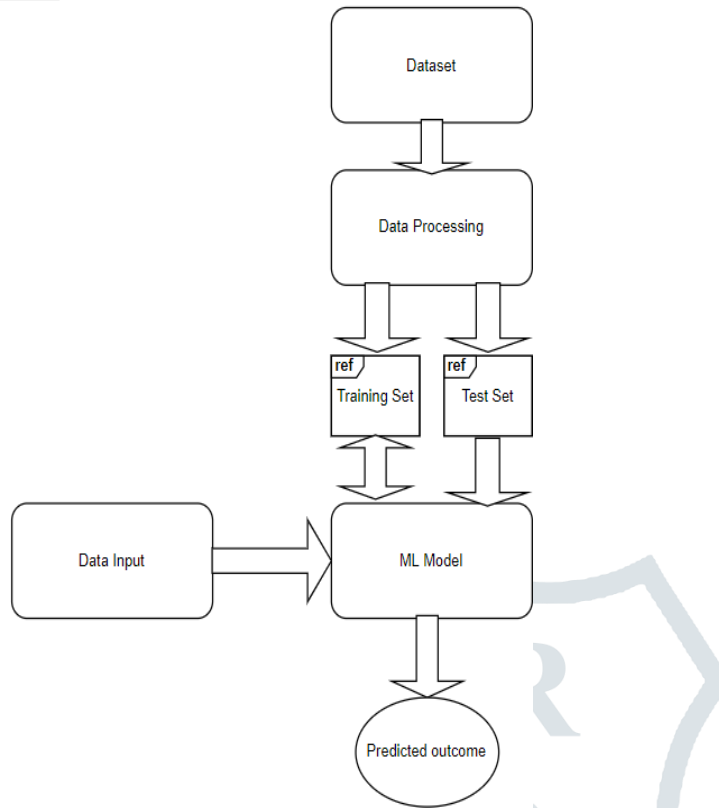 Dataset
Data Processing
ref
Training Set
ref
Test Set
Data Input
ML Model
Predicted outcome
R